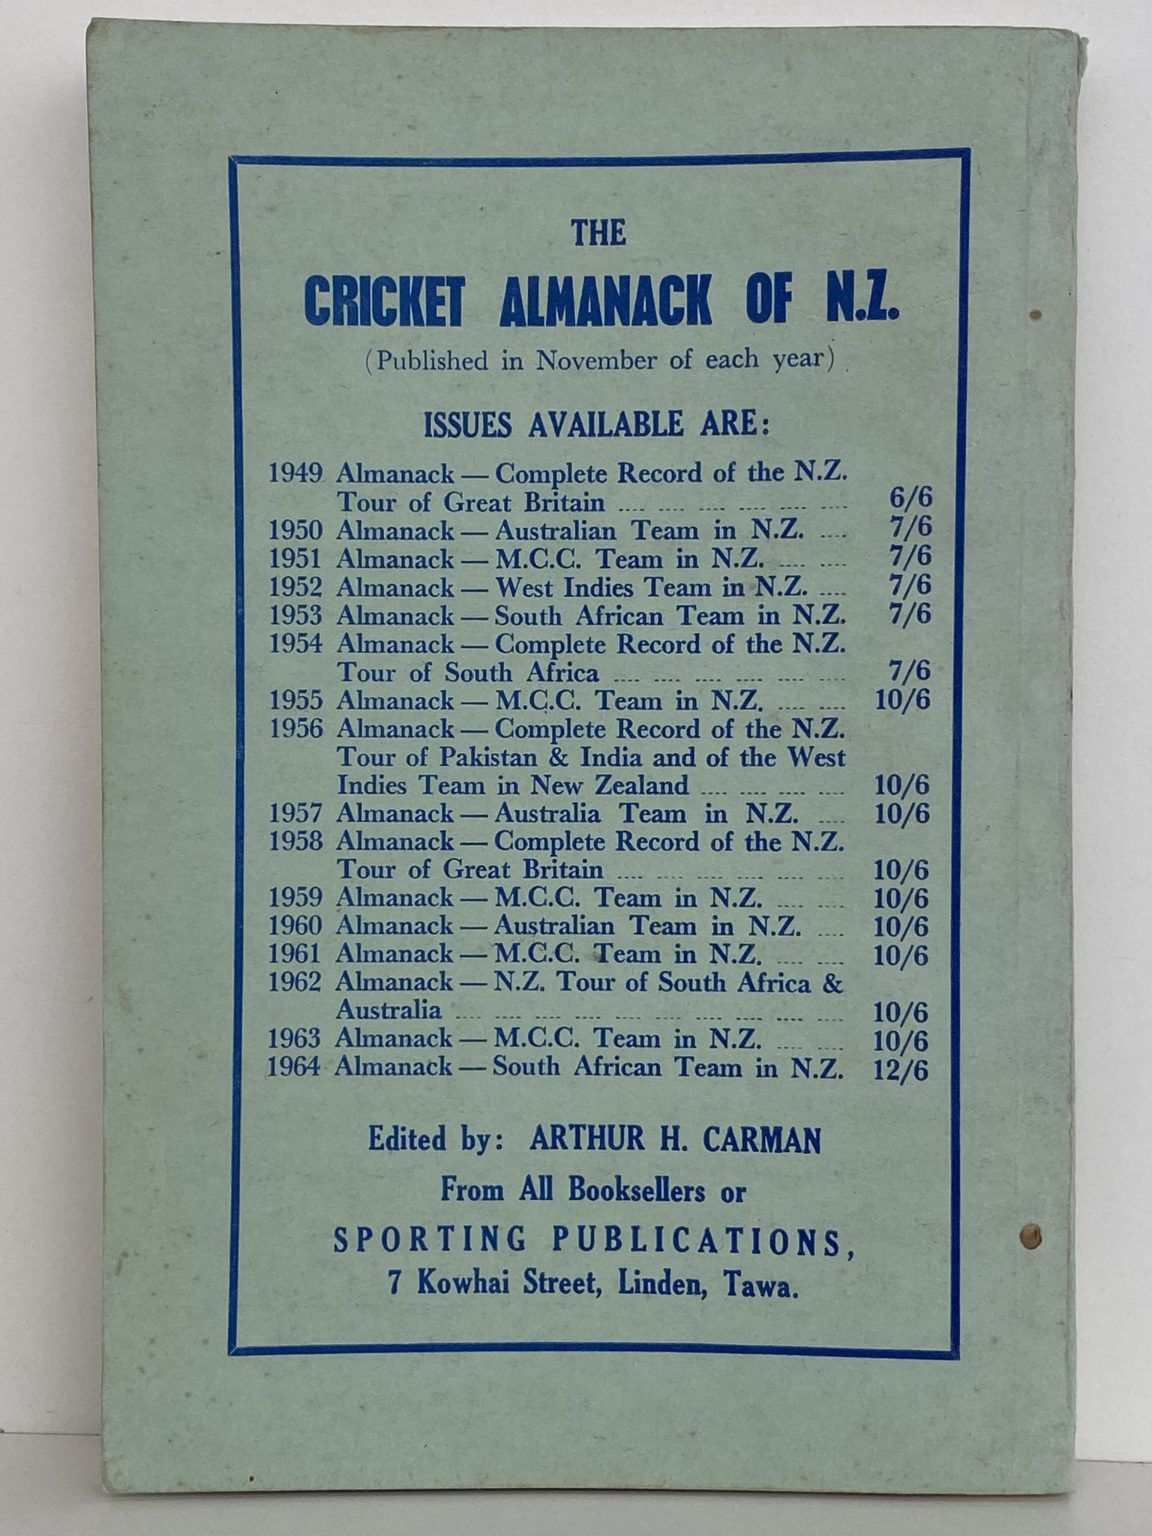 THE
CRICKET ALMANACK OF N.Z.
(Published in November of each year)
ISSUES AVAILABLE ARE:
1949 Almanack — Complete Record of the N.Z.
Tour of Great Britain .... .... .... .... .... .... 6/6
1950 Almanack — Australian Team in N.Z. .... 7/6
1951 Almanack — M.C.C. Team in N.Z. .... .... 7/6
1952 Almanack — West Indies Team in N.Z. .... 7/6
1953 Almanack — South African Team in N.Z. 7/6
1954 Almanack — Complete Record of the N.Z.
Tour of South Africa .... .... .... .... .... .... 7/6
1955 Almanack — M.C.C. Team in N.Z. .... .... 10/6
1956 Almanack — Complete Record of the N.Z.
Tour of Pakistan & India and of the West
Indies Team in New Zealand .... .... .... .... 10/6
1957 Almanack — Australia Team in N.Z. .... 10/6
1958 Almanack — Complete Record of the N.Z.
Tour of Great Britain .... .... .... .... .... .... 10/6
1959 Almanack — M.C.C. Team in N.Z. .... .... 10/6
1960 Almanack — Australian Team in N.Z. .... 10/6
1961 Almanack — M.C.C. Team in N.Z. .... .... 10/6
1962 Almanack — N.Z. Tour of South Africa &
Australia .... .... .... .... .... .... .... .... .... .... 10/6
1963 Almanack — M.C.C. Team in N.Z. .... .... 10/6
1964 Almanack — South African Team in N.Z. 12/6
Edited by: ARTHUR H. CARMAN
From All Booksellers or
SPORTING PUBLICATIONS,
7 Kowhai Street, Linden, Tawa.